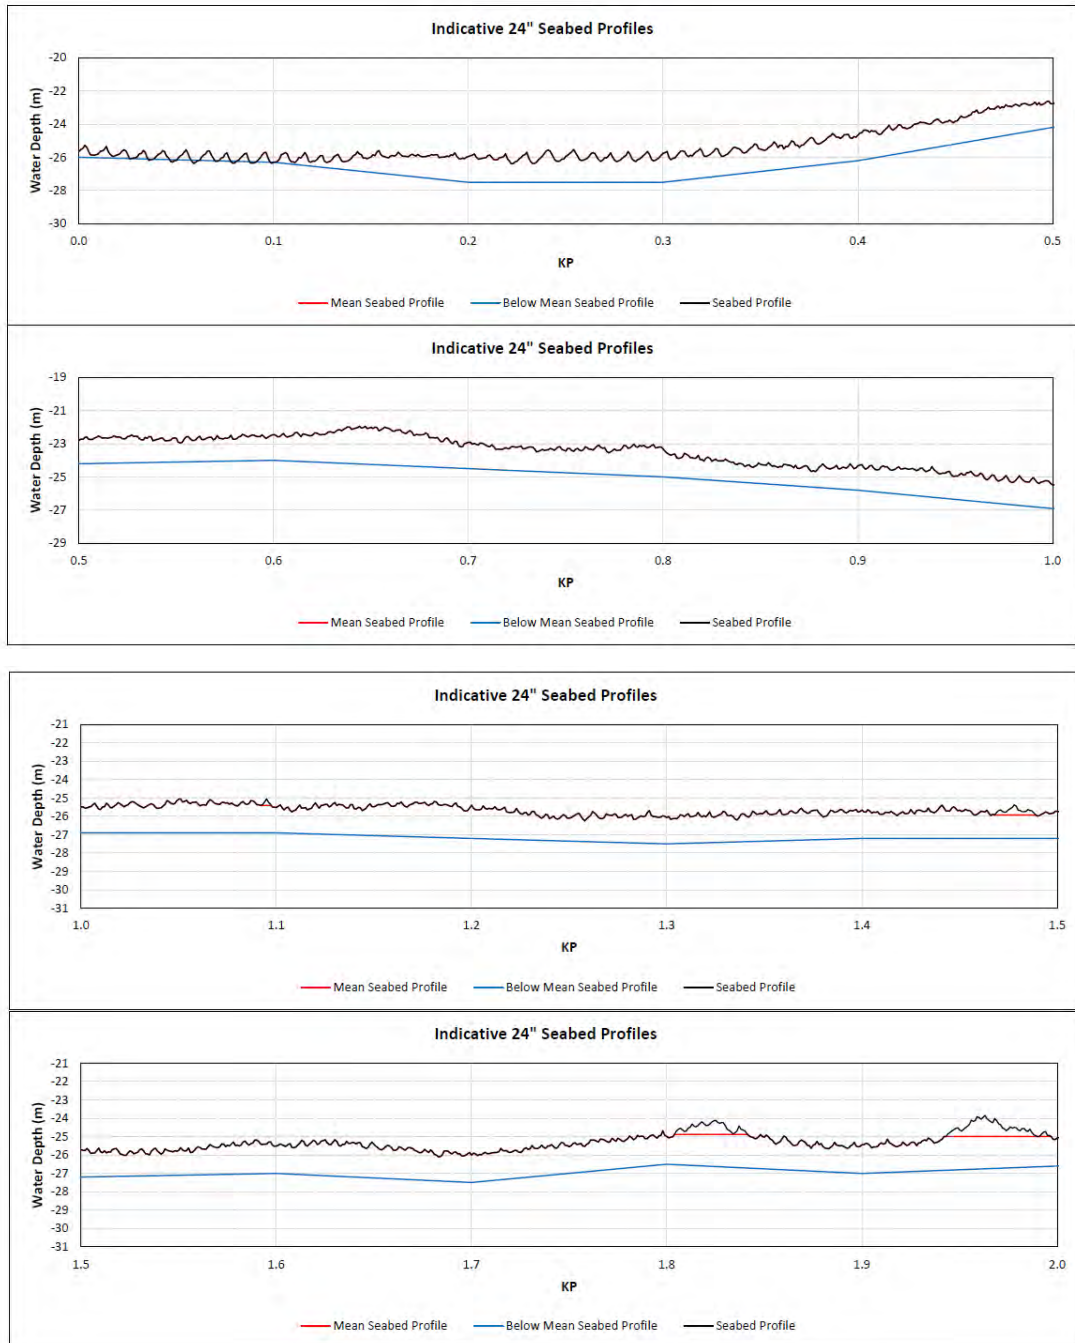 Indicative 24" Seabed Profiles
Water Depth (m)
-20
-22
-24
-26
-28
-30
0.0 0.1 0.2 0.3 0.4 0.5
KP
Mean Seabed Profile Below Mean Seabed Profile Seabed Profile
Indicative 24" Seabed Profiles
Water Depth (m)
-19
-21
-23
-25
-27
-29
0.5 0.6 0.7 0.8 0.9 1.0
KP
Mean Seabed Profile Below Mean Seabed Profile Seabed Profile
Indicative 24" Seabed Profiles
Water Depth (m)
-21
-22
-23
-24
-25
-26
-27
-28
-29
-30
-31
1.0 1.1 1.2 1.3 1.4 1.5
KP
Mean Seabed Profile Below Mean Seabed Profile Seabed Profile
Indicative 24" Seabed Profiles
Water Depth (m)
-21
-22
-23
-24
-25
-26
-27
-28
-29
-30
-31
1.5 1.6 1.7 1.8 1.9 2.0
KP
Mean Seabed Profile Below Mean Seabed Profile Seabed Profile